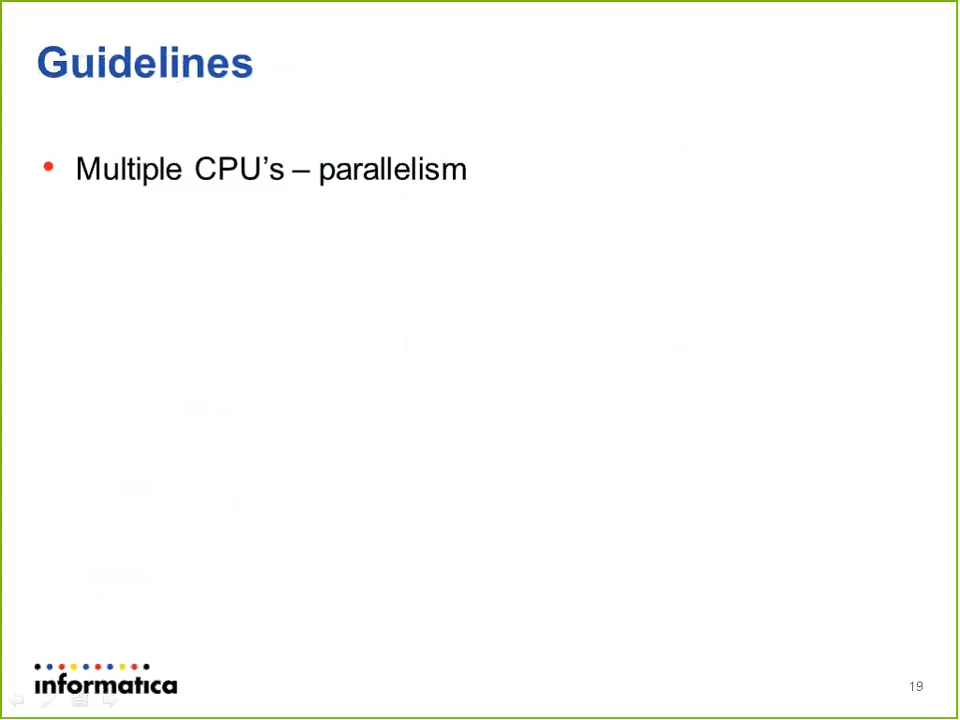 Guidelines
• Multiple CPU’s – parallelism
informatica
19